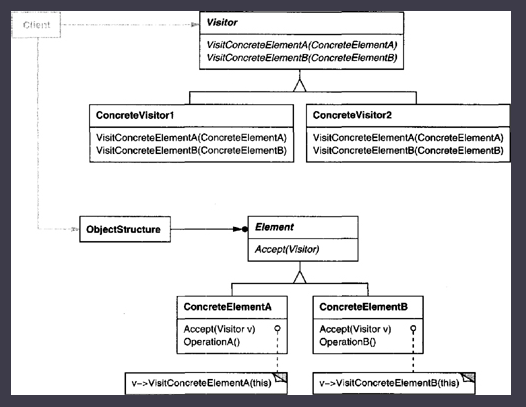 Client
Visitor
VisitConcreteElementA(ConcreteElementA)
VisitConcreteElementB(ConcreteElementB)
ConcreteVisitor1
VisitConcreteElementA(ConcreteElementA)
VisitConcreteElementB(ConcreteElementB)
ConcreteVisitor2
VisitConcreteElementA(ConcreteElementA)
VisitConcreteElementB(ConcreteElementB)
ObjectStructure
Element
Accept(Visitor)
ConcreteElementA
Accept(Visitor v)
OperationA()
ConcreteElementB
Accept(Visitor v)
OperationB()
v–>VisitConcreteElementA(this)
v–>VisitConcreteElementB(this)